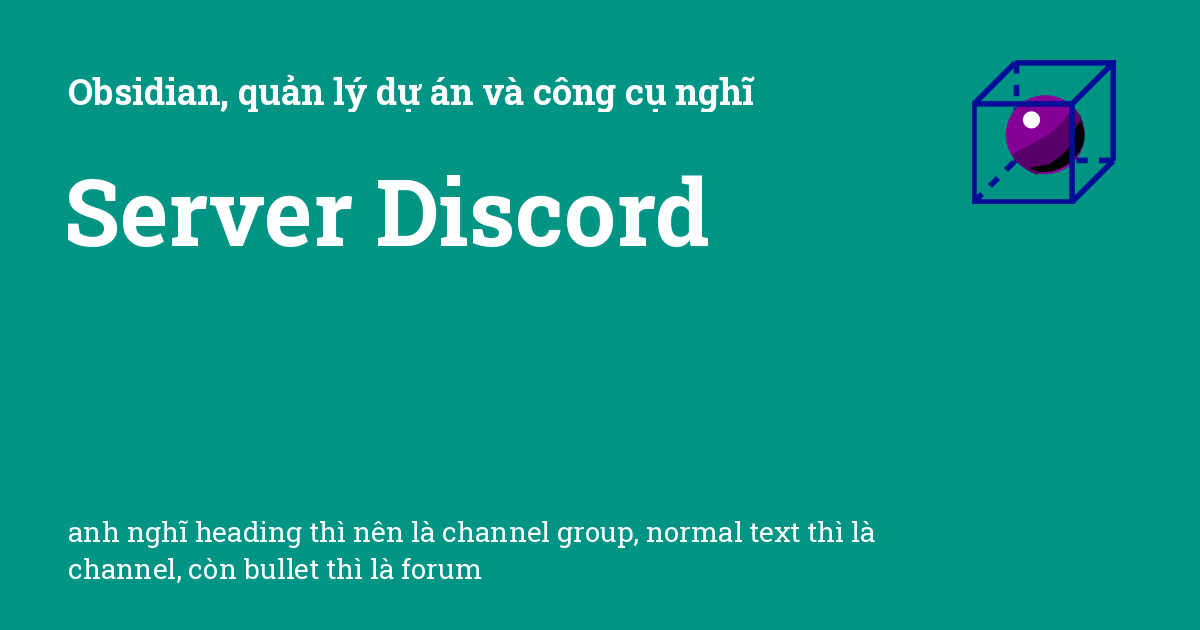 Obsidian, quản lý dự án và công cụ nghĩ
Server Discord
anh nghĩ heading thì nên là channel group, normal text thì là
channel, còn bullet thì là forum